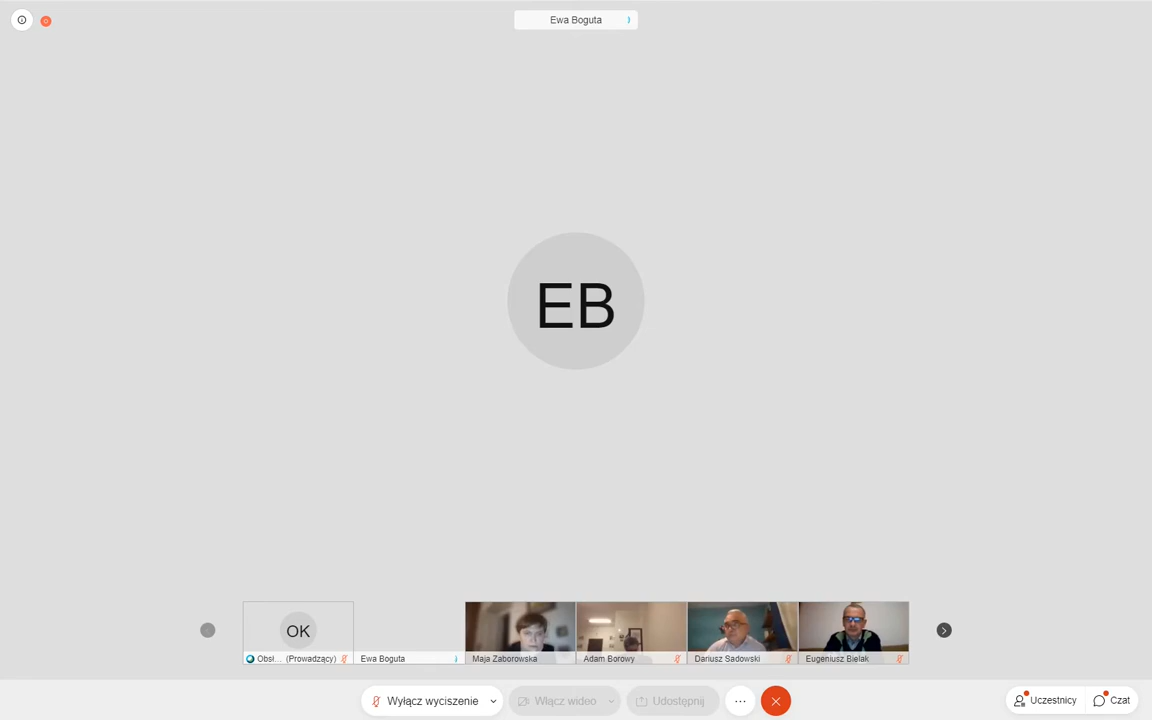 Ewa Boguta
EB
OK
Obsł... (Prowadzący)
Ewa Boguta
Maja Zaborowska
Adam Borowy
Dariusz Sadowski
Eugeniusz Bielak
Wyłącz wyciszenie
Włącz wideo
Udostępnij
Uczestnicy
Czat